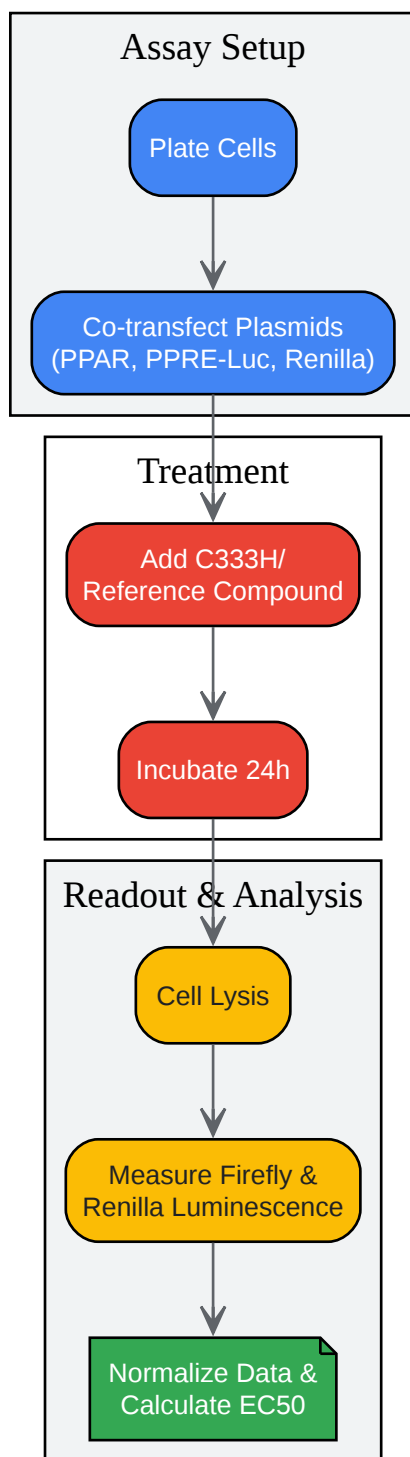 Assay Setup
Plate Cells
Co-transfect Plasmids
(PPAR, PPRE-Luc, Renilla)
Treatment
Add C333H/
Reference Compound
Incubate 24h
Readout & Analysis
Cell Lysis
Measure Firefly &
Renilla Luminescence
Normalize Data &
Calculate EC50